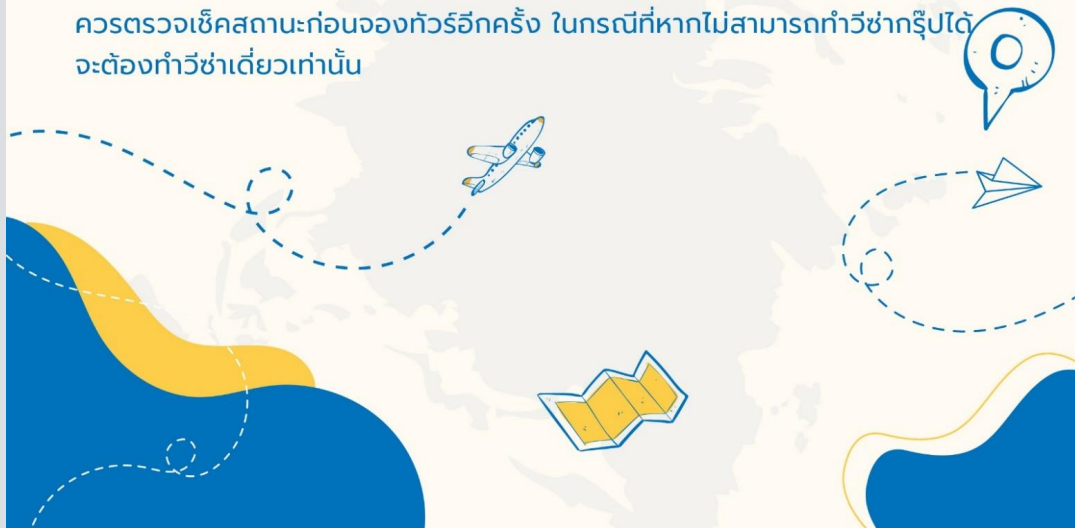 ควรตรวจเช็คสถานะก่อนจองทัวร์อีกครั้ง ในกรณีที่หากไม่สามารถทำวีซ่ากรุ๊ปได้
จะต้องทำวีซ่าเดี่ยวเท่านั้น